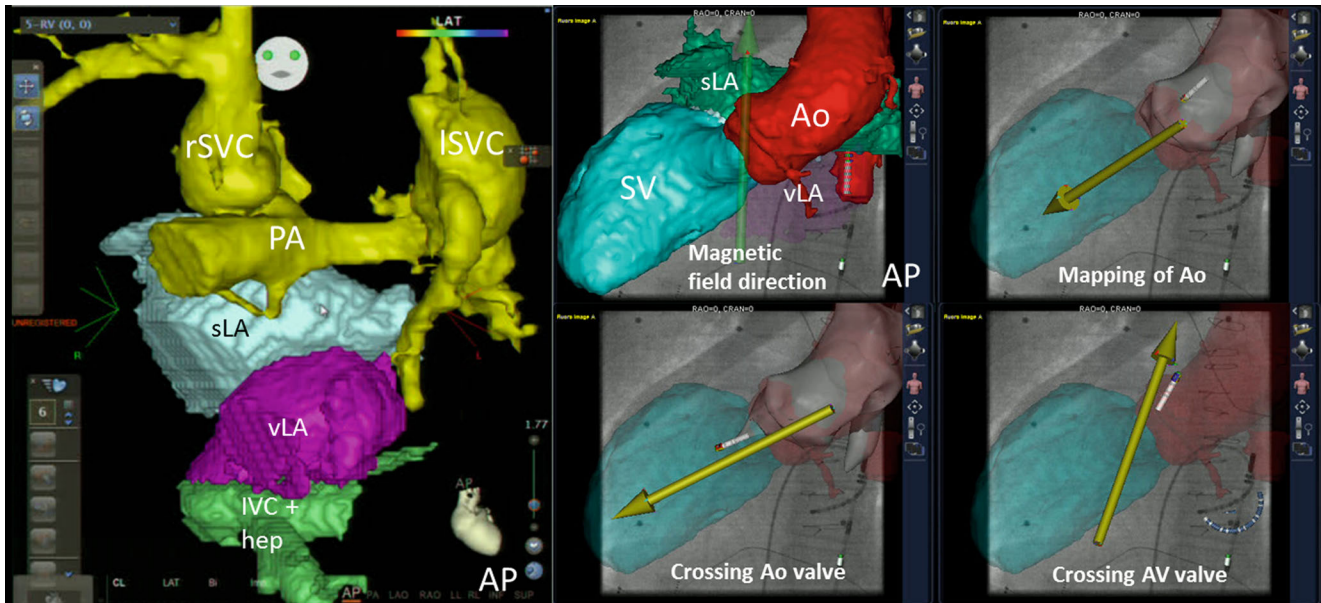 5-RV (0, 0)
LAT
rSVC
lSVC
PA
sLA
UNREGISTERED
R
L
vLA
6
1.77
IVC +
hep
AP
AP
CL LAT Bi
AP PA LAO RAO LL RL INF SUP
RAO=0, CRAN=0
sLA
Ao
SV
vLA
Magnetic
field direction
AP
RAO=0, CRAN=0
Mapping of Ao
RAO=0, CRAN=0
Crossing Ao valve
RAO=0, CRAN=0
Crossing AV valve